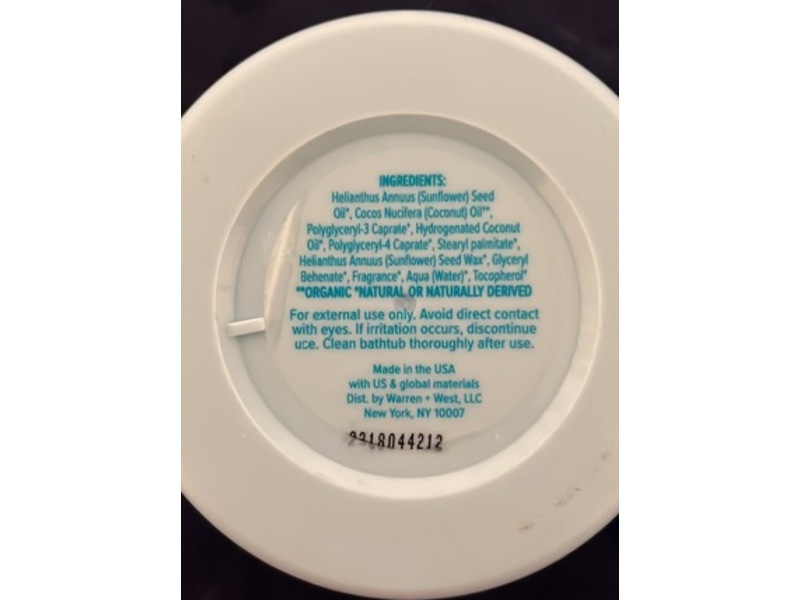 INGREDIENTS:
Helianthus Annuus (Sunflower) Seed
Oil*, Cocos Nucifera (Coconut) Oil**,
Polyglyceryl-3 Caprate*, Hydrogenated Coconut
Oil*, Polyglyceryl-4 Caprate*, Stearyl palmitate*,
Helianthus Annuus (Sunflower) Seed Wax*, Glyceryl
Behenate*, Fragrance*, Aqua (Water)*, Tocopherol*
**ORGANIC *NATURAL OR NATURALLY DERIVED
For external use only. Avoid direct contact
with eyes. If irritation occurs, discontinue
use. Clean bathtub thoroughly after use.
Made in the USA
with US & global materials
Dist. by Warren + West, LLC
New York, NY 10007
2218044212